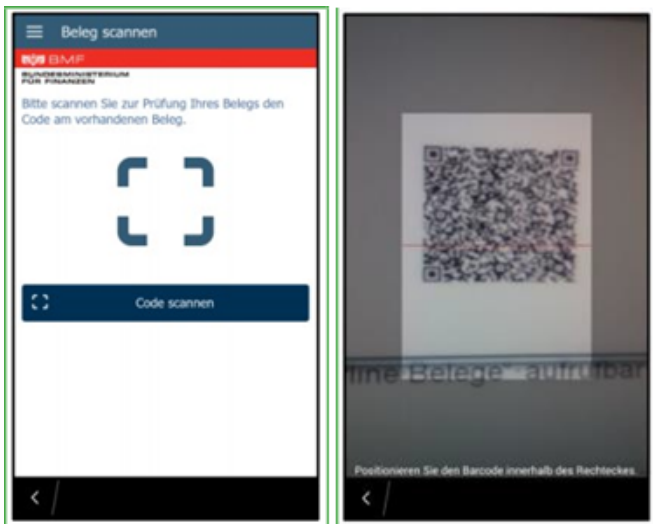 Beleg scannen
BMF
BUNDESMINISTERIUM
FÜR FINANZEN
Bitte scannen Sie zur Prüfung Ihres Belegs den
Code am vorhandenen Beleg.
Code scannen
line Belege" aufrufbar
Positionieren Sie den Barcode innerhalb des Rechteckes.